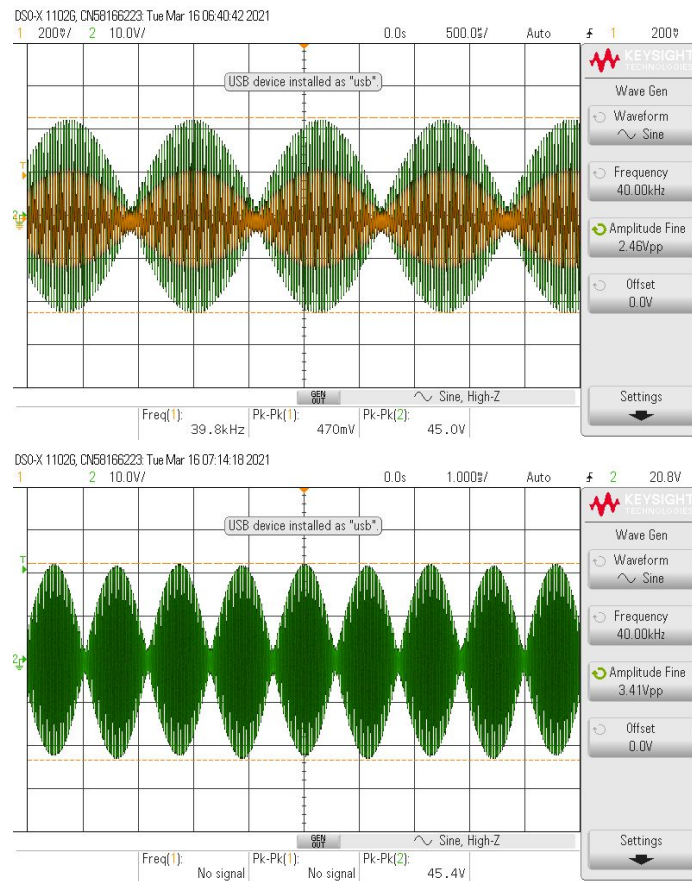 DSO-X 1102G, CN58166223: Tue Mar 16 06:40:42 2021
1 200mV/ 2 10.0V/ 0.0s 500.0us/ Auto 1 200mV
KEYSIGHT
TECHNOLOGIES
USB device installed as "usb".
Wave Gen
Waveform
Sine
Frequency
40.00kHz
Amplitude Fine
2.46Vpp
Offset
0.0V
T
2
GEN OUT Sine, High-Z
Settings
Freq(1): Pk-Pk(1): Pk-Pk(2):
39.8kHz 470mV 45.0V
DSO-X 1102G, CN58166223: Tue Mar 16 07:14:18 2021
1 2 10.0V/ 0.0s 1.000ms/ Auto 2 20.8V
KEYSIGHT
TECHNOLOGIES
USB device installed as "usb".
Wave Gen
Waveform
Sine
Frequency
40.00kHz
Amplitude Fine
3.41Vpp
Offset
0.0V
T
2
GEN OUT Sine, High-Z
Settings
Freq(1): Pk-Pk(1): Pk-Pk(2):
No signal No signal 45.4V